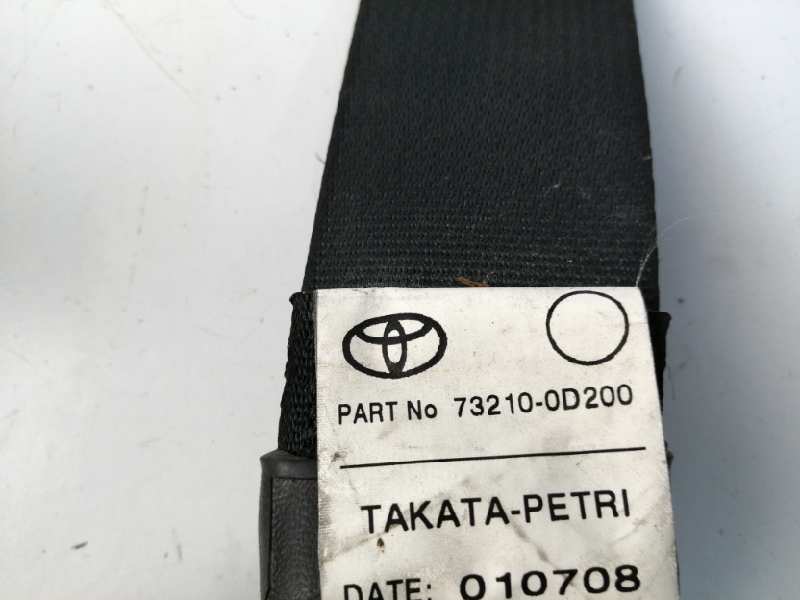 PART No 73210-0D200
TAKATA-PETRI
DATE: 010708